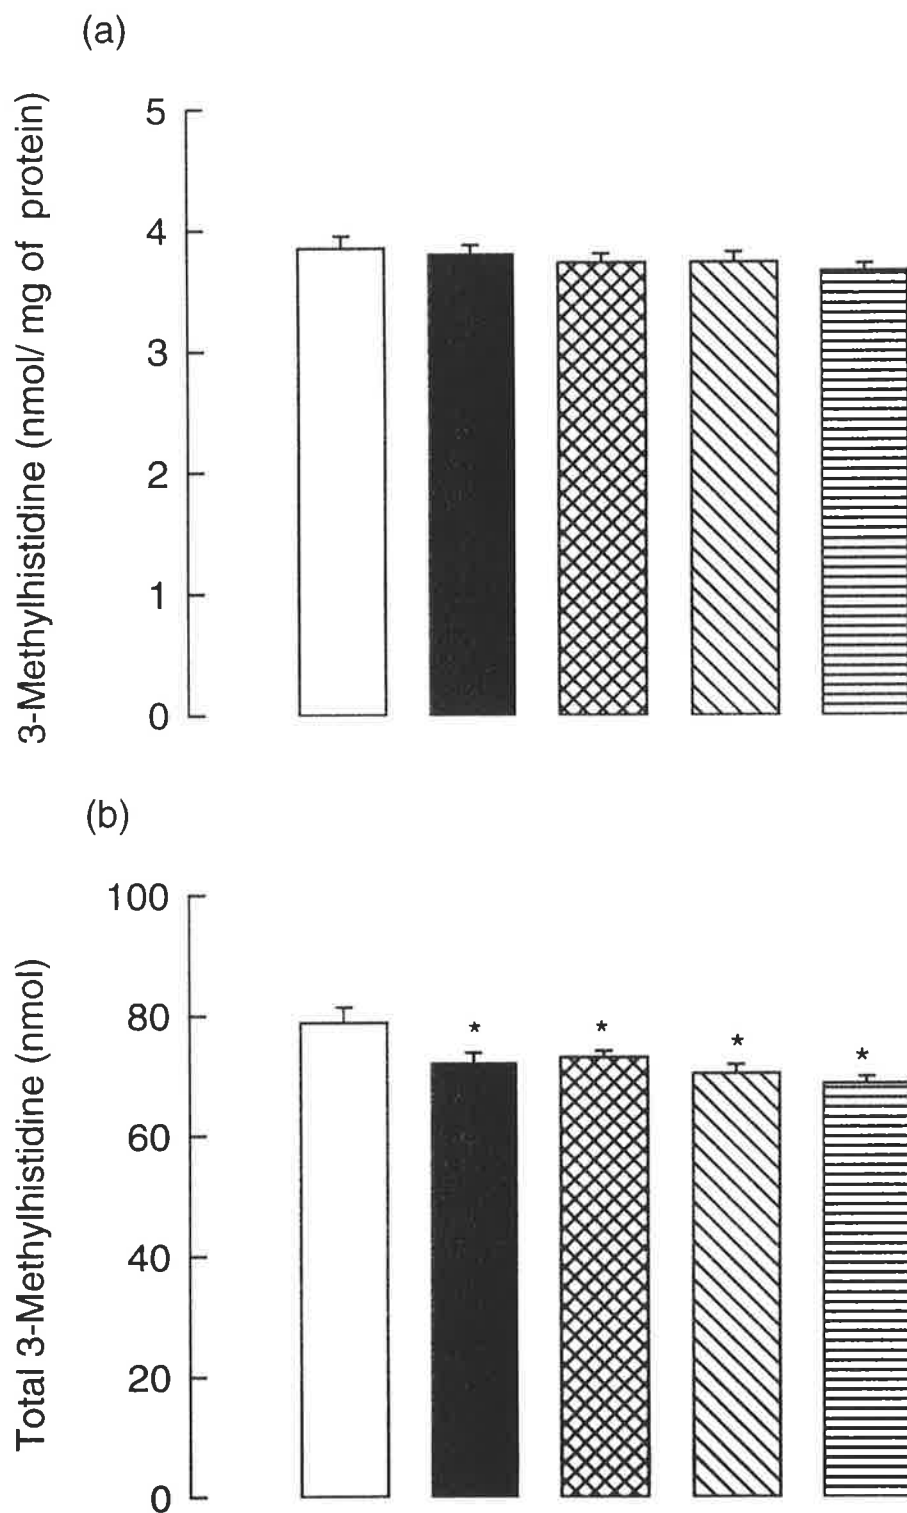 (a)
3-Methylhistidine (nmol/ mg of protein)
5
4
3
2
1
0
(b)
Total 3-Methylhistidine (nmol)
100
80
60
40
20
0
* * * *